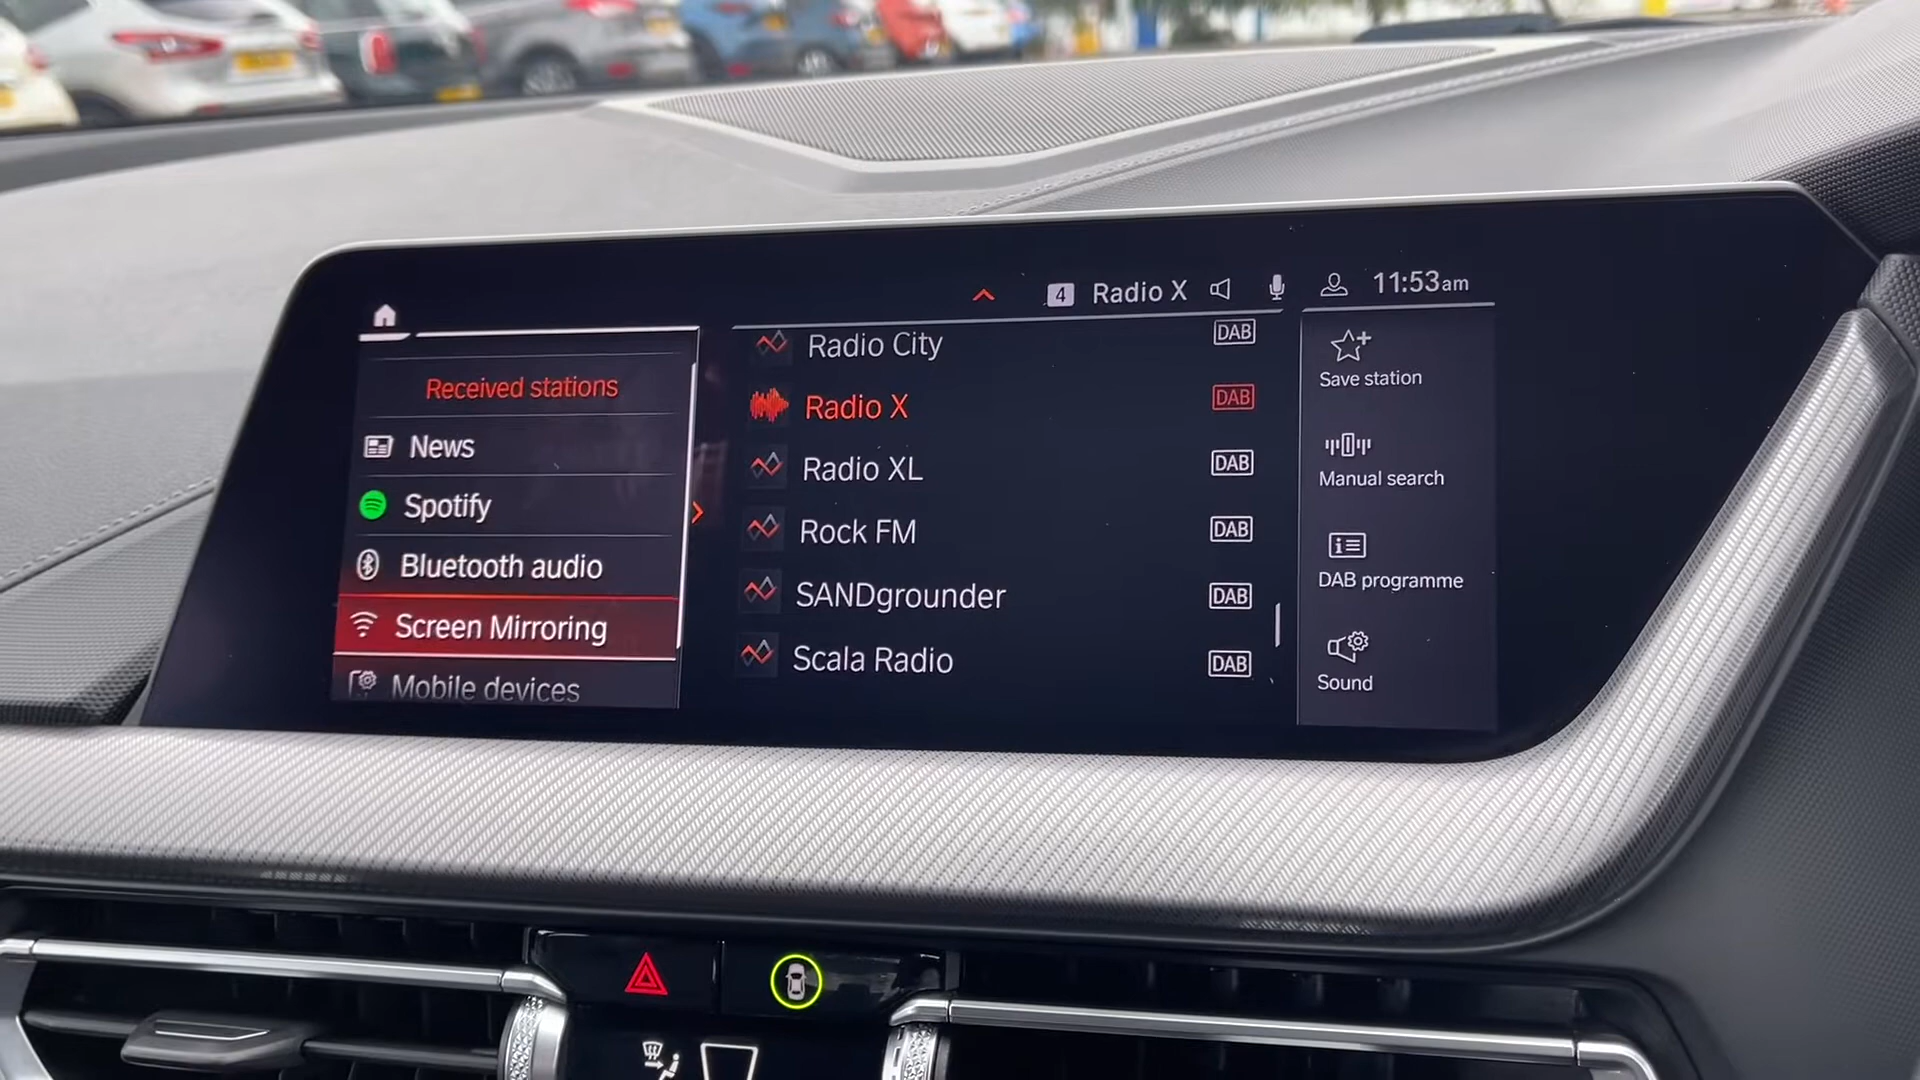 4 Radio X 11:53am
Received stations
News
Spotify
Bluetooth audio
Screen Mirroring
Mobile devices
Radio City DAB
Radio X DAB
Radio XL DAB
Rock FM DAB
SANDgrounder DAB
Scala Radio DAB
Save station
Manual search
DAB programme
Sound